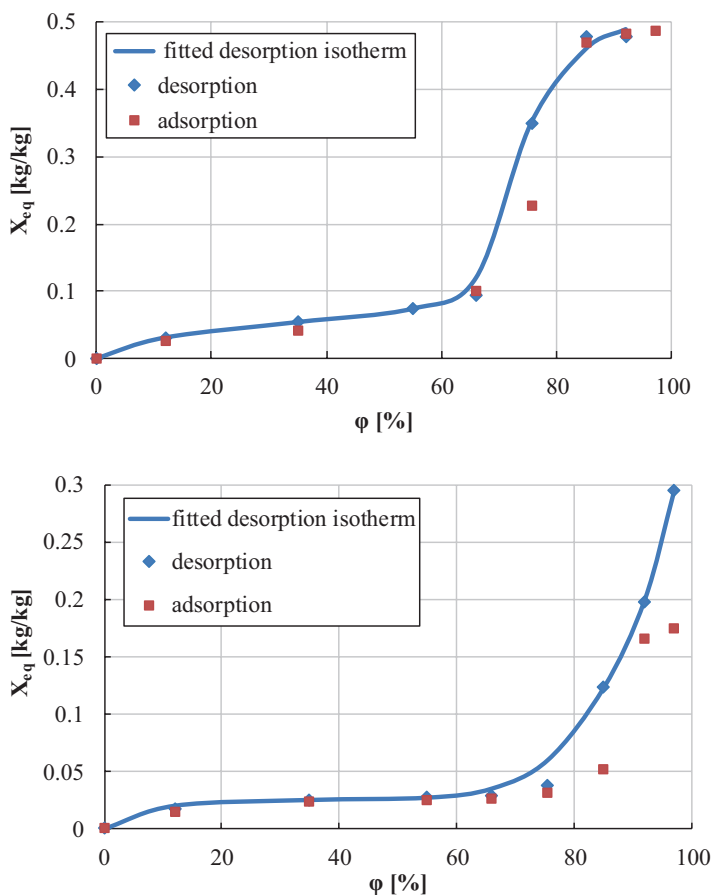 0.5
0.4
0.3
0.2
0.1
0
X_eq [kg/kg]
fitted desorption isotherm
desorption
adsorption
0 20 40 60 80 100
φ [%]
0.3
0.25
0.2
0.15
0.1
0.05
0
X_eq [kg/kg]
fitted desorption isotherm
desorption
adsorption
0 20 40 60 80 100
φ [%]